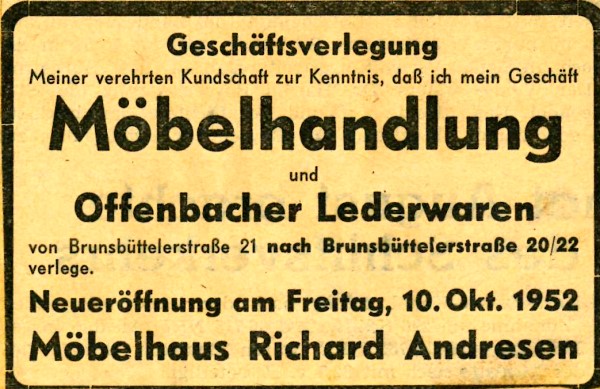 Geschäftsverlegung
Meiner verehrten Kundschaft zur Kenntnis, daß ich mein Geschäft
Möbelhandlung
und
Offenbacher Lederwaren
von Brunsbüttelerstraße 21 nach Brunsbüttelerstraße 20/22
verlege.
Neueröffnung am Freitag, 10. Okt. 1952
Möbelhaus Richard Andresen